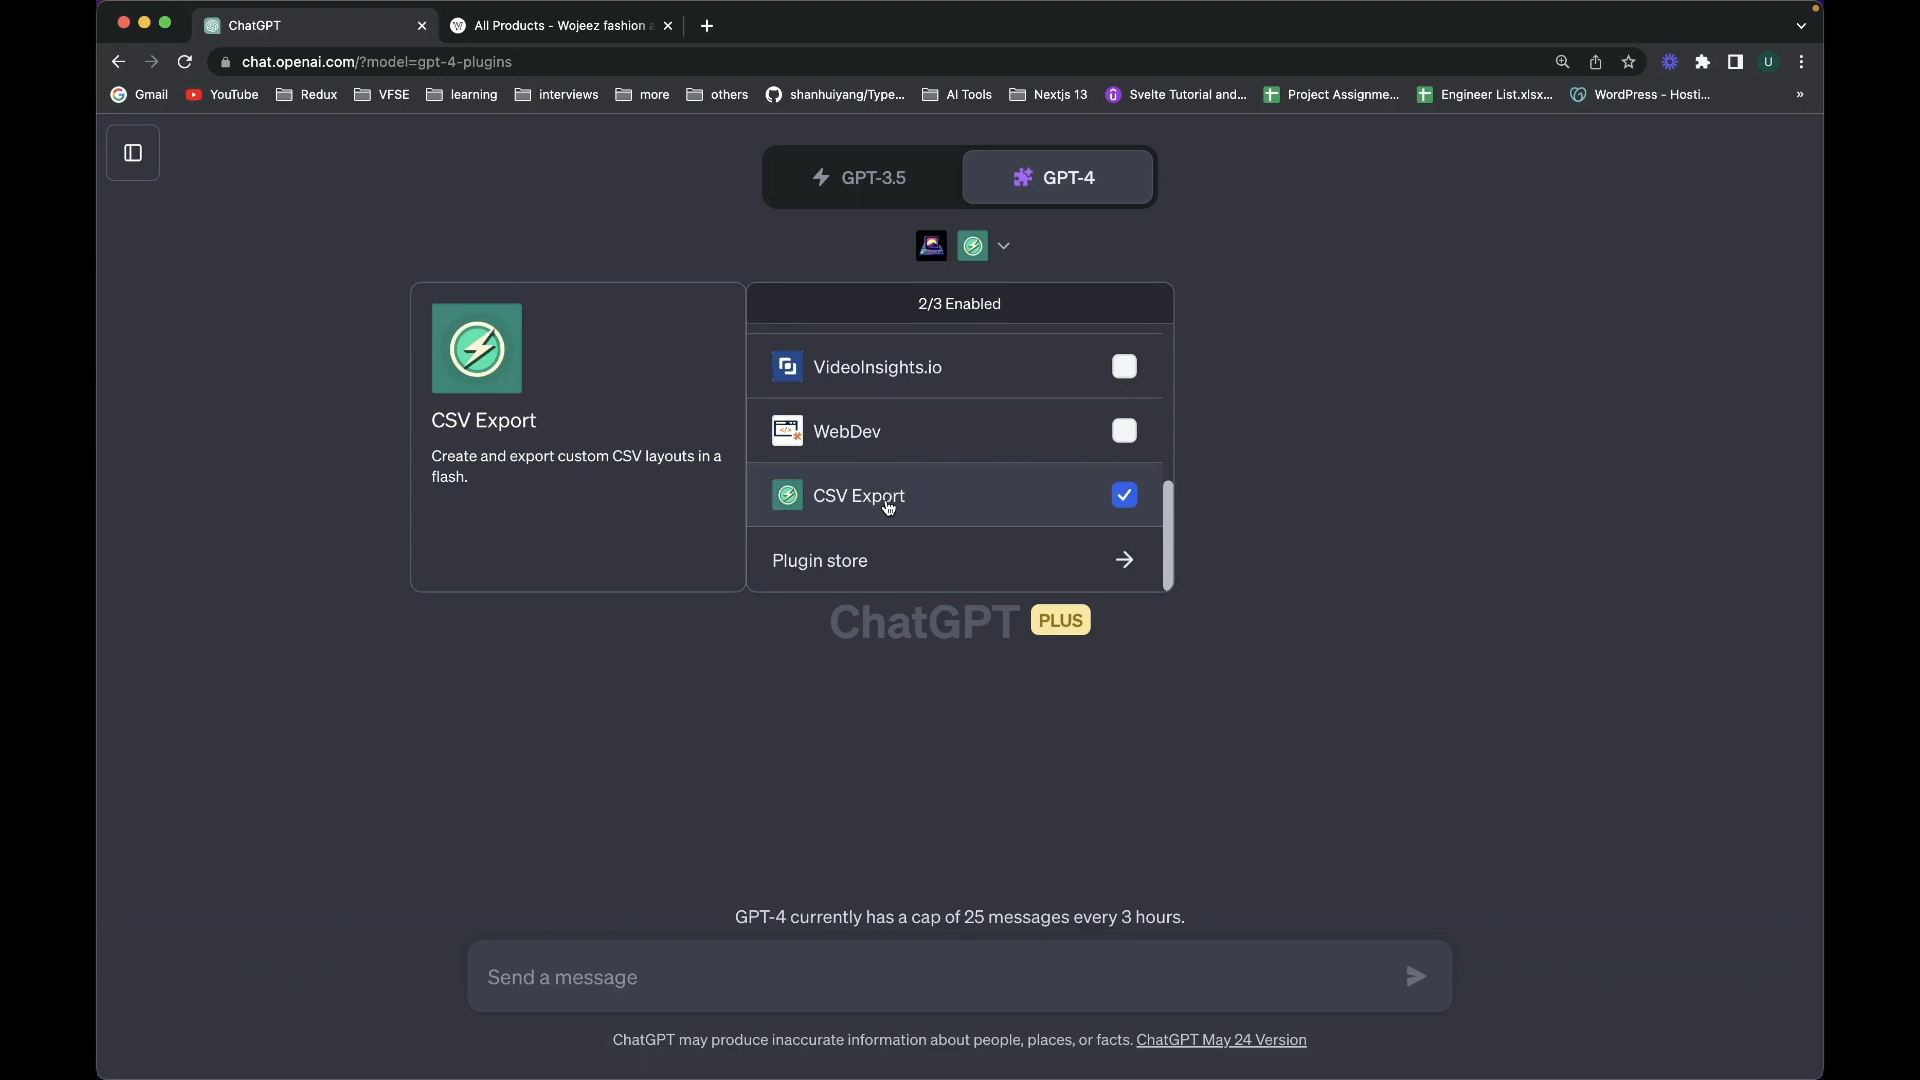 ChatGPT
All Products - Wojeez fashion a
chat.openai.com/?model=gpt-4-plugins
U
Gmail
YouTube
Redux
VFSE
learning
interviews
more
others
shanhuiyang/Type...
AI Tools
Nextjs 13
Svelte Tutorial and...
Project Assignme...
Engineer List.xlsx...
WordPress - Hosti...
»
GPT-3.5
GPT-4
2/3 Enabled
CSV Export
Create and export custom CSV layouts in a
flash.
VideoInsights.io
WebDev
CSV Export
Plugin store
ChatGPT PLUS
GPT-4 currently has a cap of 25 messages every 3 hours.
Send a message
ChatGPT may produce inaccurate information about people, places, or facts. ChatGPT May 24 Version